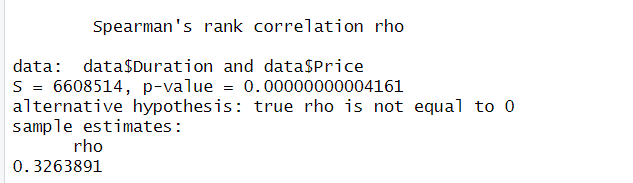 Spearman's rank correlation rho
data:  data$Duration and data$Price
S = 6608514, p-value = 0.00000000004161
alternative hypothesis: true rho is not equal to 0
sample estimates:
rho
0.3263891